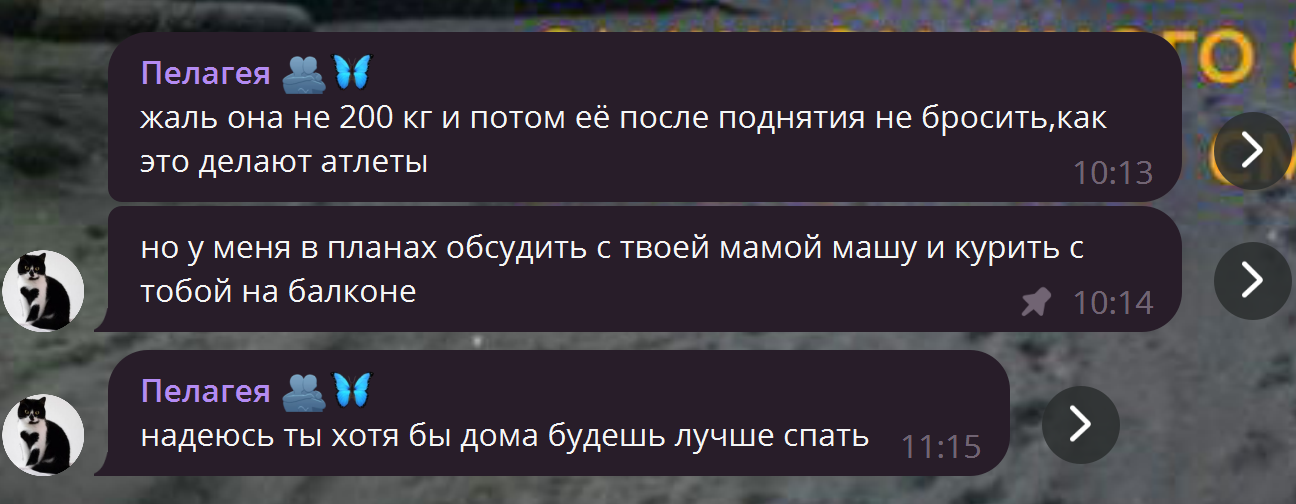 Пелагея 🫂🦋
жаль она не 200 кг и потом её после поднятия не бросить,как
это делают атлеты
10:13
но у меня в планах обсудить с твоей мамой машу и курить с
тобой на балконе
10:14
Пелагея 🫂🦋
надеюсь ты хотя бы дома будешь лучше спать 11:15